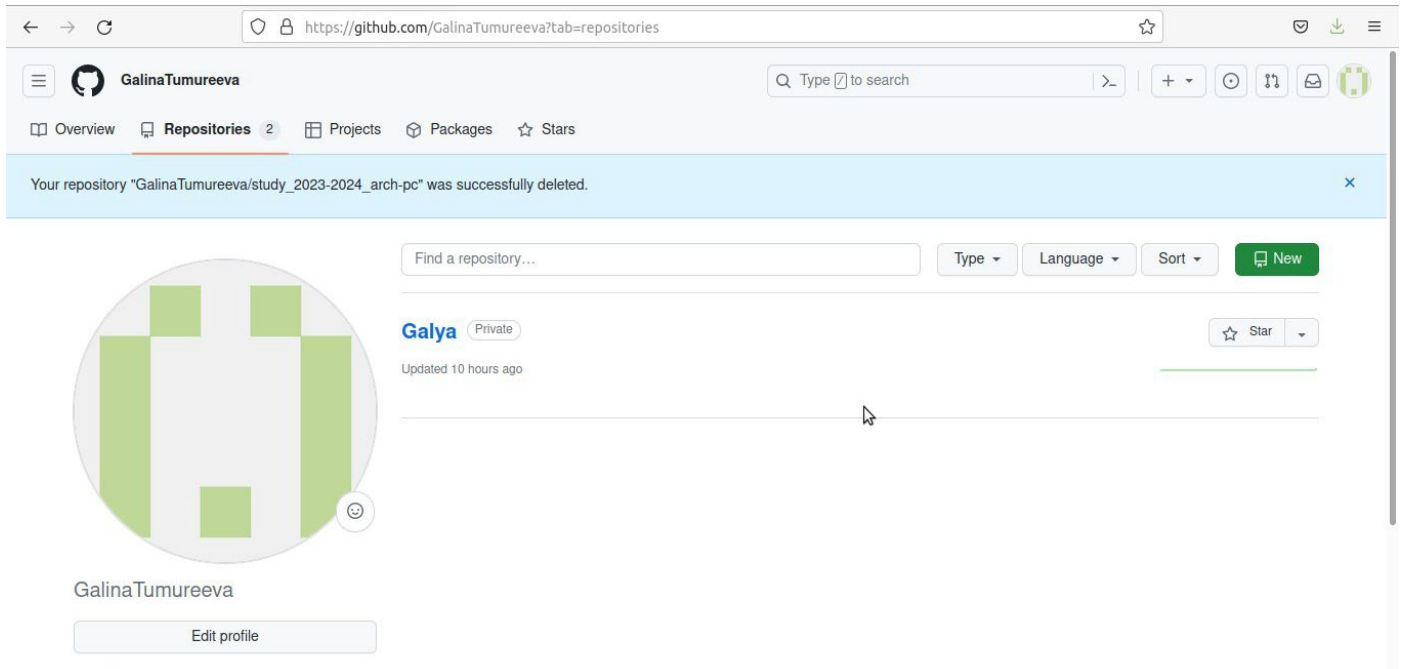 https://github.com/GalinaTumureeva?tab=repositories
GalinaTumureeva
Type / to search
Overview Repositories 2 Projects Packages Stars
Your repository "GalinaTumureeva/study_2023-2024_arch-pc" was successfully deleted.
Find a repository… Type Language Sort New
Galya Private Star
Updated 10 hours ago
GalinaTumureeva
Edit profile